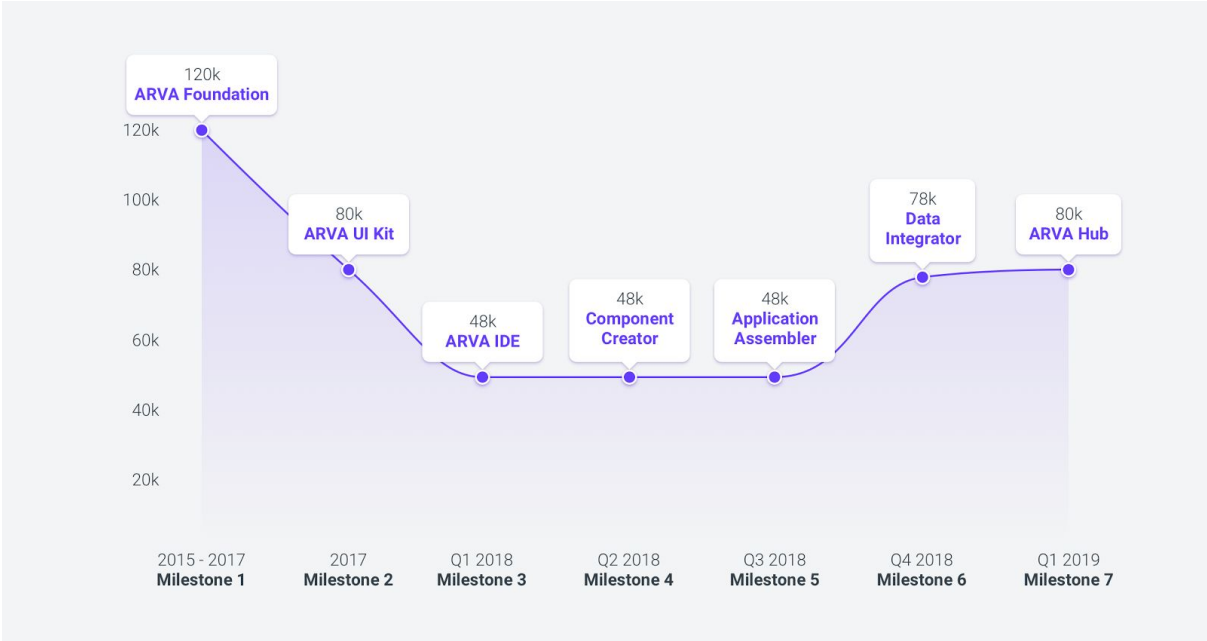 120k
ARVA Foundation
120k
100k
80k
60k
40k
20k
80k
ARVA UI Kit
48k
ARVA IDE
48k
Component
Creator
48k
Application
Assembler
78k
Data
Integrator
80k
ARVA Hub
2015 - 2017
Milestone 1
2017
Milestone 2
Q1 2018
Milestone 3
Q2 2018
Milestone 4
Q3 2018
Milestone 5
Q4 2018
Milestone 6
Q1 2019
Milestone 7